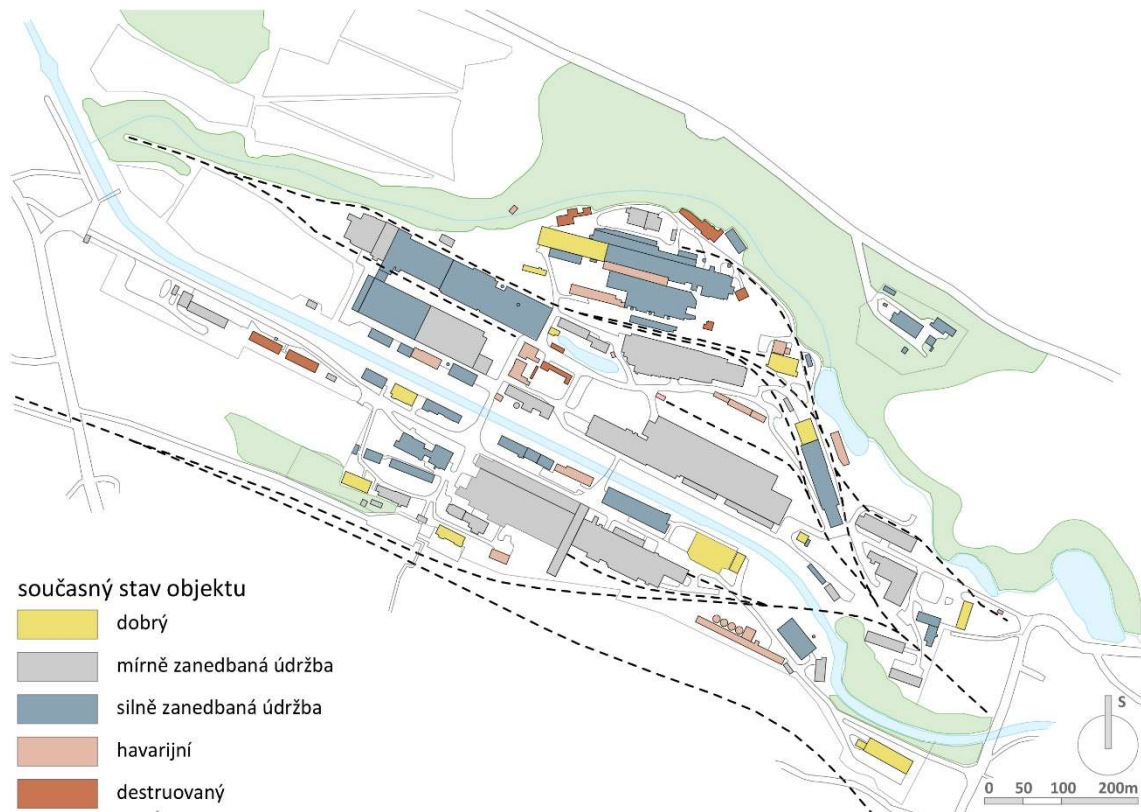 současný stav objektu
dobrý
mírně zanedbaná údržba
silně zanedbaná údržba
havarijní
destruovaný
S
0 50 100 200m